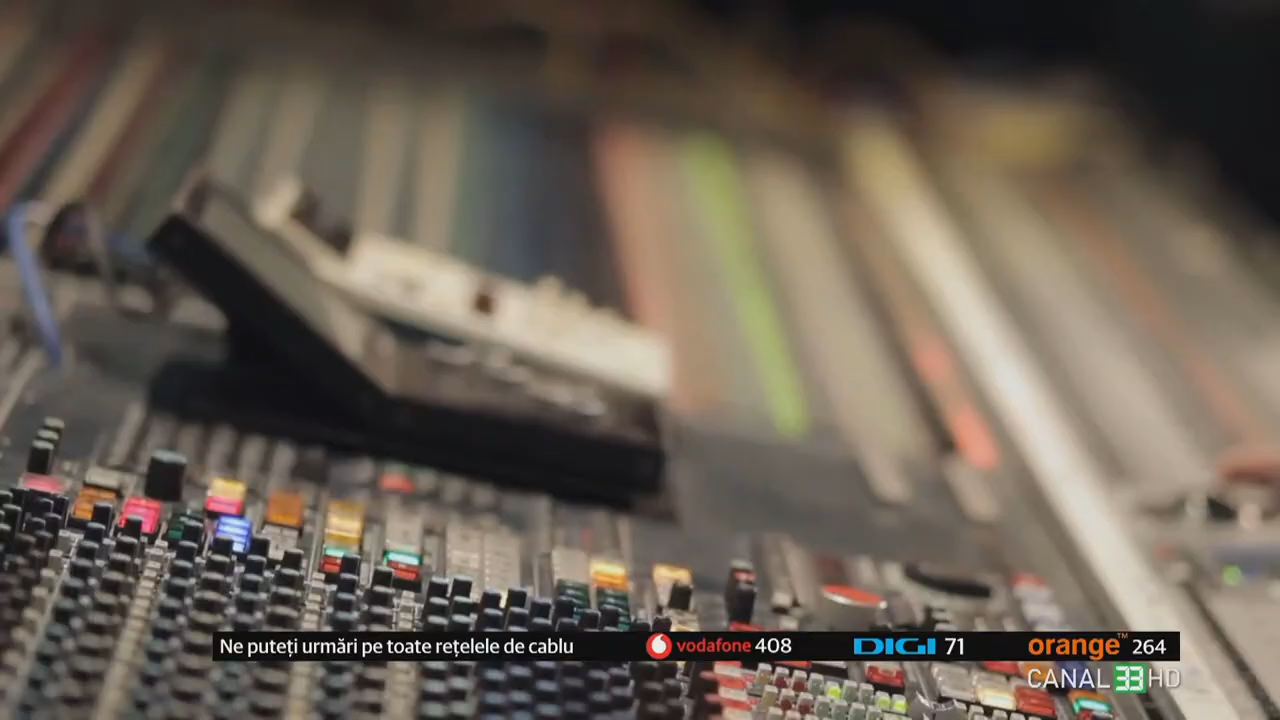 Ne puteți urmări pe toate rețelele de cablu vodafone 408 DIGI 71 orange™ 264
CANAL 33 HD